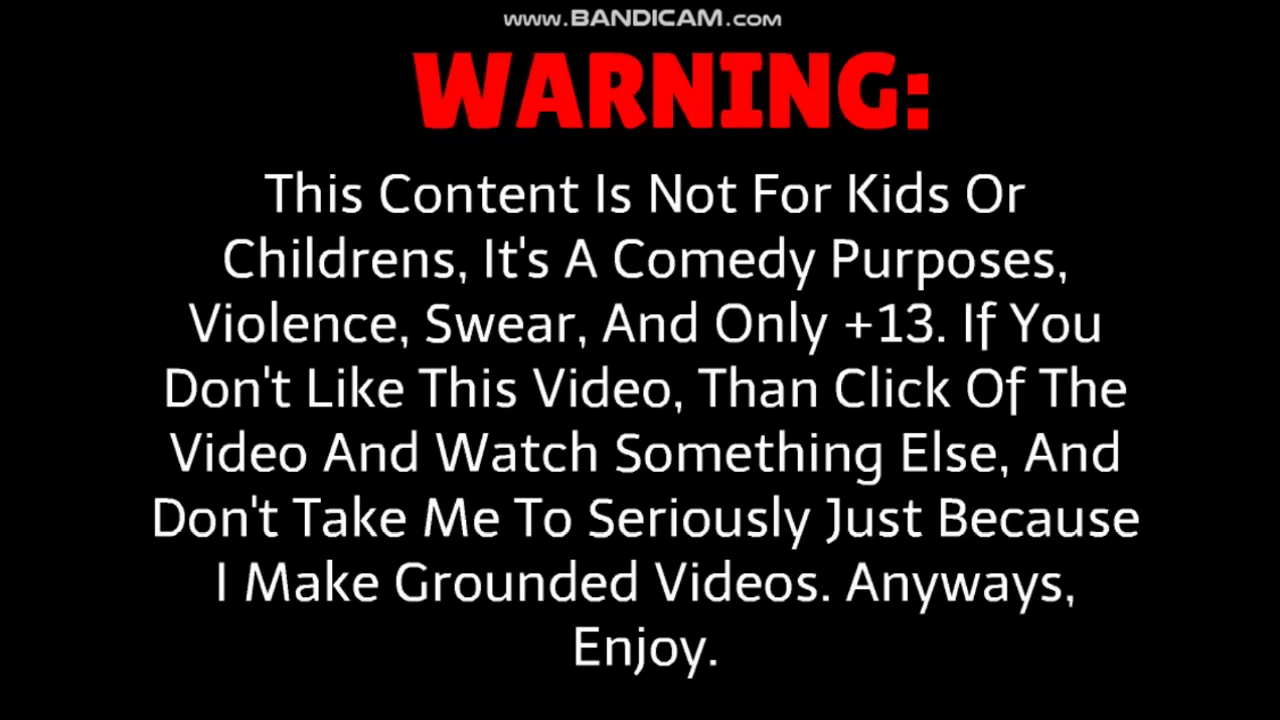 www.BANDICAM.com
WARNING:
This Content Is Not For Kids Or
Childrens, It's A Comedy Purposes,
Violence, Swear, And Only +13. If You
Don't Like This Video, Than Click Of The
Video And Watch Something Else, And
Don't Take Me To Seriously Just Because
I Make Grounded Videos. Anyways,
Enjoy.